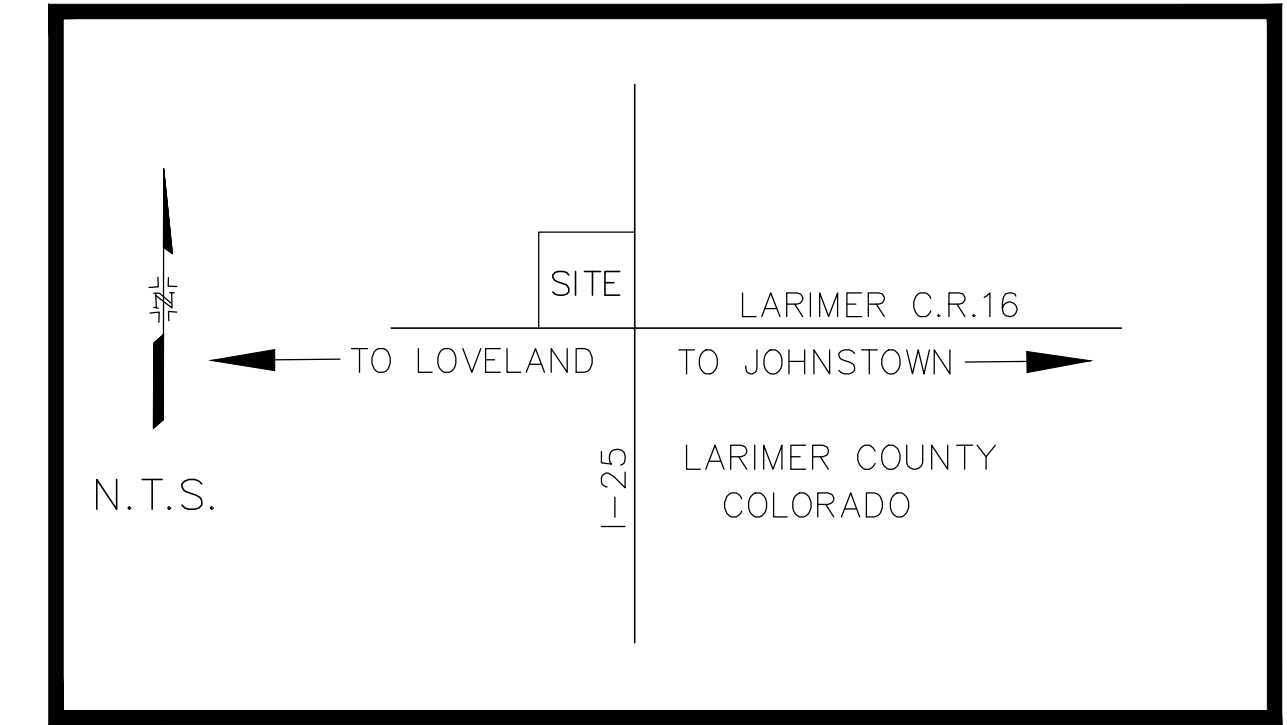 N
N.T.S.
SITE
LARIMER C.R.16
TO LOVELAND
TO JOHNSTOWN
I-25
LARIMER COUNTY
COLORADO